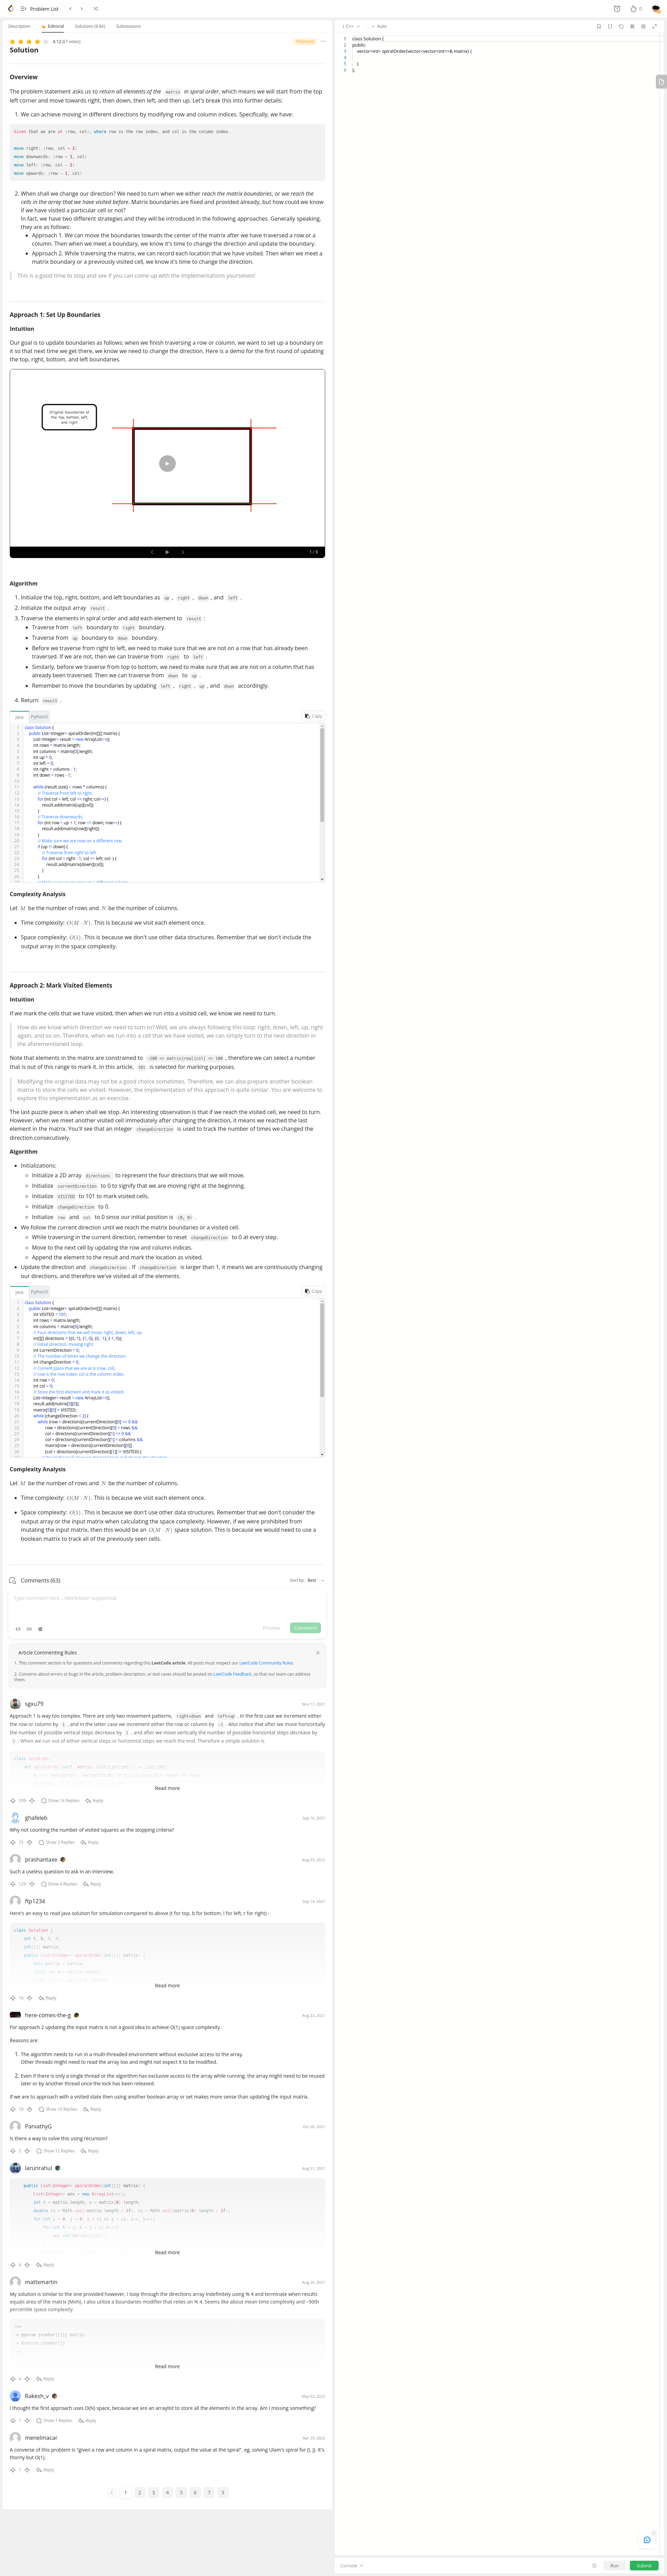 Problem List
0
Description
Editorial
Solutions (9.6K)
Submissions
C++
Auto
4.12 (67 votes)
Premium
Solution
Overview
The problem statement asks us to return all elements of the matrix in spiral order, which means we will start from the top
left corner and move towards right, then down, then left, and then up. Let's break this into further details:
1. We can achieve moving in different directions by modifying row and column indices. Specifically, we have:
Given that we are at (row, col), where row is the row index, and col is the column index.
move right: (row, col + 1)
move downwards: (row + 1, col)
move left: (row, col - 1)
move upwards: (row - 1, col)
2. When shall we change our direction? We need to turn when we either reach the matrix boundaries, or we reach the
cells in the array that we have visited before. Matrix boundaries are fixed and provided already, but how could we know
if we have visited a particular cell or not?
In fact, we have two different strategies and they will be introduced in the following approaches. Generally speaking,
they are as follows:
Approach 1. We can move the boundaries towards the center of the matrix after we have traversed a row or a
column. Then when we meet a boundary, we know it's time to change the direction and update the boundary.
Approach 2. While traversing the matrix, we can record each location that we have visited. Then when we meet a
matrix boundary or a previously visited cell, we know it's time to change the direction.
This is a good time to stop and see if you can come up with the implementations yourselves!
Approach 1: Set Up Boundaries
Intuition
Our goal is to update boundaries as follows: when we finish traversing a row or column, we want to set up a boundary on
it so that next time we get there, we know we need to change the direction. Here is a demo for the first round of updating
the top, right, bottom, and left boundaries.
Original boundaries at
the top, bottom, left,
and right
1 / 9
Algorithm
1. Initialize the top, right, bottom, and left boundaries as up, right, down, and left.
2. Initialize the output array result.
3. Traverse the elements in spiral order and add each element to result:
Traverse from left boundary to right boundary.
Traverse from up boundary to down boundary.
Before we traverse from right to left, we need to make sure that we are not on a row that has already been
traversed. If we are not, then we can traverse from right to left.
Similarly, before we traverse from top to bottom, we need to make sure that we are not on a column that has
already been traversed. Then we can traverse from down to up.
Remember to move the boundaries by updating left, right, up, and down accordingly.
4. Return result.
Java
Python3
Copy
1 class Solution {
2 public List<Integer> spiralOrder(int[][] matrix) {
3 List<Integer> result = new ArrayList<>();
4 int rows = matrix.length;
5 int columns = matrix[0].length;
6 int up = 0;
7 int left = 0;
8 int right = columns - 1;
9 int down = rows - 1;
10
11 while (result.size() < rows * columns) {
12 // Traverse from left to right.
13 for (int col = left; col <= right; col++) {
14 result.add(matrix[up][col]);
15 }
16 // Traverse downwards.
17 for (int row = up + 1; row <= down; row++) {
18 result.add(matrix[row][right]);
19 }
20 // Make sure we are now on a different row.
21 if (up != down) {
22 // Traverse from right to left.
23 for (int col = right - 1; col >= left; col--) {
24 result.add(matrix[down][col]);
25 }
26 }
Complexity Analysis
Let M be the number of rows and N be the number of columns.
Time complexity: O(M · N). This is because we visit each element once.
Space complexity: O(1). This is because we don't use other data structures. Remember that we don't include the
output array in the space complexity.
Approach 2: Mark Visited Elements
Intuition
If we mark the cells that we have visited, then when we run into a visited cell, we know we need to turn.
How do we know which direction we need to turn to? Well, we are always following this loop: right, down, left, up, right
again, and so on. Therefore, when we run into a cell that we have visited, we can simply turn to the next direction in
the aforementioned loop.
Note that elements in the matrix are constrained to -100 <= matrix[row][col] <= 100, therefore we can select a number
that is out of this range to mark it. In this article, 101 is selected for marking purposes.
Modifying the original data may not be a good choice sometimes. Therefore, we can also prepare another boolean
matrix to store the cells we visited. However, the implementation of this approach is quite similar. You are welcome to
explore this implementation as an exercise.
The last puzzle piece is when shall we stop. An interesting observation is that if we reach the visited cell, we need to turn.
However, when we meet another visited cell immediately after changing the direction, it means we reached the last
element in the matrix. You'll see that an integer changeDirection is used to track the number of times we changed the
direction consecutively.
Algorithm
Initializations:
Initialize a 2D array directions to represent the four directions that we will move.
Initialize currentDirection to 0 to signify that we are moving right at the beginning.
Initialize VISITED to 101 to mark visited cells.
Initialize changeDirection to 0.
Initialize row and col to 0 since our initial position is (0, 0).
We follow the current direction until we reach the matrix boundaries or a visited cell.
While traversing in the current direction, remember to reset changeDirection to 0 at every step.
Move to the next cell by updating the row and column indices.
Append the element to the result and mark the location as visited.
Update the direction and changeDirection. If changeDirection is larger than 1, it means we are continuously changing
our directions, and therefore we've visited all of the elements.
Java
Python3
Copy
1 class Solution {
2 public List<Integer> spiralOrder(int[][] matrix) {
3 int VISITED = 101;
4 int rows = matrix.length;
5 int columns = matrix[0].length;
6 // Four directions that we will move: right, down, left, up.
7 int[][] directions = {{0, 1}, {1, 0}, {0, -1}, {-1, 0}};
8 // Initial direction: moving right.
9 int currentDirection = 0;
10 // The number of times we change the direction.
11 int changeDirection = 0;
12 // Current place that we are at is (row, col).
13 // row is the row index; col is the column index.
14 int row = 0;
15 int col = 0;
16 // Store the first element and mark it as visited.
17 List<Integer> result = new ArrayList<>();
18 result.add(matrix[0][0]);
19 matrix[0][0] = VISITED;
20 while (changeDirection < 2) {
21 while (row + directions[currentDirection][0] >= 0 &&
22 row + directions[currentDirection][0] < rows &&
23 col + directions[currentDirection][1] >= 0 &&
24 col + directions[currentDirection][1] < columns &&
25 matrix[row + directions[currentDirection][0]]
26 [col + directions[currentDirection][1]] != VISITED) {
Complexity Analysis
Let M be the number of rows and N be the number of columns.
Time complexity: O(M · N). This is because we visit each element once.
Space complexity: O(1). This is because we don't use other data structures. Remember that we don't consider the
output array or the input matrix when calculating the space complexity. However, if we were prohibited from
mutating the input matrix, then this would be an O(M · N) space solution. This is because we would need to use a
boolean matrix to track all of the previously seen cells.
Comments (63)
Sort by: Best
Type comment here... (Markdown supported)
Preview
Comment
Article Commenting Rules
1. This comment section is for questions and comments regarding this LeetCode article. All posts must respect our LeetCode Community Rules.
2. Concerns about errors or bugs in the article, problem description, or test cases should be posted on LeetCode Feedback, so that our team can address
them.
sgxu79
Nov 17, 2021
Approach 1 is way too complex. There are only two movement patterns, right+down and left+up. In the first case we increment either
the row or column by 1, and in the latter case we increment either the row or column by -1. Also notice that after we move horizontally
the number of possible vertical steps decrease by 1, and after we move vertically the number of possible horizontal steps decrease by
1. When we run out of either vertical steps or horizontal steps we reach the end. Therefore a simple solution is
class Solution:
def spiralOrder(self, matrix: List[List[int]]) -> List[int]:
Read more
Show 14 Replies
Reply
ghafeleb
Sep 10, 2021
Why not counting the number of visited squares as the stopping criteria?
72
Show 3 Replies
Reply
prashantaxe
Aug 03, 2022
Such a useless question to ask in an interview.
129
Show 4 Replies
Reply
ftp1234
Sep 14, 2021
Here's an easy to read java solution for simulation compared to above (t for top, b for bottom, l for left, r for right) -
class Solution {
int t, b, l, r;
int[][] matrix;
public List<Integer> spiralOrder(int[][] matrix) {
this.matrix = matrix;
Read more
Reply
here-comes-the-g
Aug 23, 2021
For approach 2 updating the input matrix is not a good idea to achieve O(1) space complexity.
Reasons are:
1. The algorithm needs to run in a multithreaded environment without exclusive access to the array.
Other threads might need to read the array too and might not expect it to be modified.
2. Even if there is only a single thread or the algorithm has exclusive access to the array while running, the array might need to be reused
later or by another thread once the lock has been released.
If we are to approach with a visited state then using another boolean array or set makes more sense than updating the input matrix.
18
Show 10 Replies
Reply
ParvathyG
Oct 26, 2021
Is there a way to solve this using recursion?
5
Show 12 Replies
Reply
iarunrahul
Aug 31, 2021
public List<Integer> spiralOrder(int[][] matrix) {
List<Integer> ans = new ArrayList<>();
int r = matrix.length, c = matrix[0].length;
Read more
Reply
mattxmartin
Aug 20, 2021
My solution is similar to the one provided however, I loop through the directions array indefinitely using % 4 and terminate when results
equals area of the matrix (MxN). I also utilize a boundaries modifier that relies on % 4. Seems like about mean time complexity and ~90th
percentile space complexity.
/**
* @param {number[][]} matrix
* @return {number[]}
Read more
Reply
Rakesh_v
May 02, 2022
I thought the first approach uses O(N) space, because we are an arraylist to store all the elements in the array. Am I missing something?
1
Show 1 Replies
Reply
menelmacar
Apr 29, 2022
A converse of this problem is "given a row and column in a spiral matrix, output the value at the spiral". eg, solving Ulam's spiral for (I, J). It's
thorny but O(1).
1
Reply
1
2
3
4
5
6
7
1 class Solution {
2 public:
3 vector<int> spiralOrder(vector<vector<int>>& matrix) {
4
5 }
6 };
Console
Run
Submit